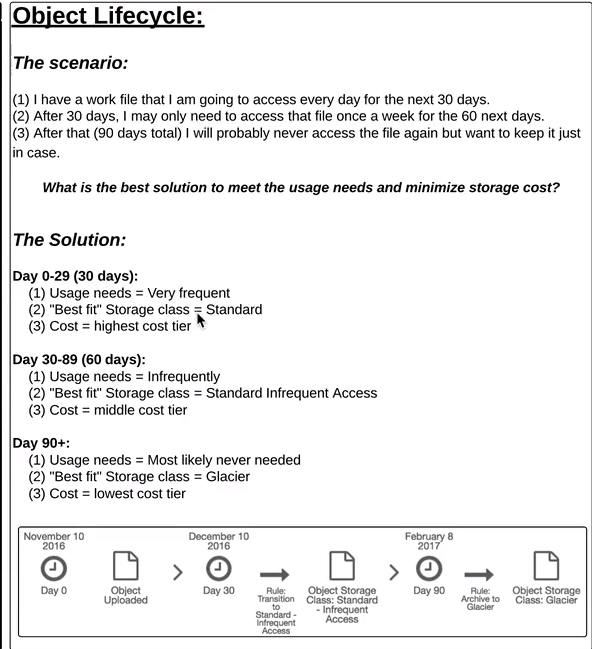 Object Lifecycle:
The scenario:
(1) I have a work file that I am going to access every day for the next 30 days.
(2) After 30 days, I may only need to access that file once a week for the 60 next days.
(3) After that (90 days total) I will probably never access the file again but want to keep it just
in case.
What is the best solution to meet the usage needs and minimize storage cost?
The Solution:
Day 0-29 (30 days):
(1) Usage needs = Very frequent
(2) "Best fit" Storage class = Standard
(3) Cost = highest cost tier
Day 30-89 (60 days):
(1) Usage needs = Infrequently
(2) "Best fit" Storage class = Standard Infrequent Access
(3) Cost = middle cost tier
Day 90+:
(1) Usage needs = Most likely never needed
(2) "Best fit" Storage class = Glacier
(3) Cost = lowest cost tier
November 10
2016
Day 0
Object
Uploaded
December 10
2016
Day 30
Rule:
Transition
to
Standard -
Infrequent
Access
Object Storage
Class: Standard
- Infrequent
Access
February 8
2017
Day 90
Rule:
Archive to
Glacier
Object Storage
Class: Glacier